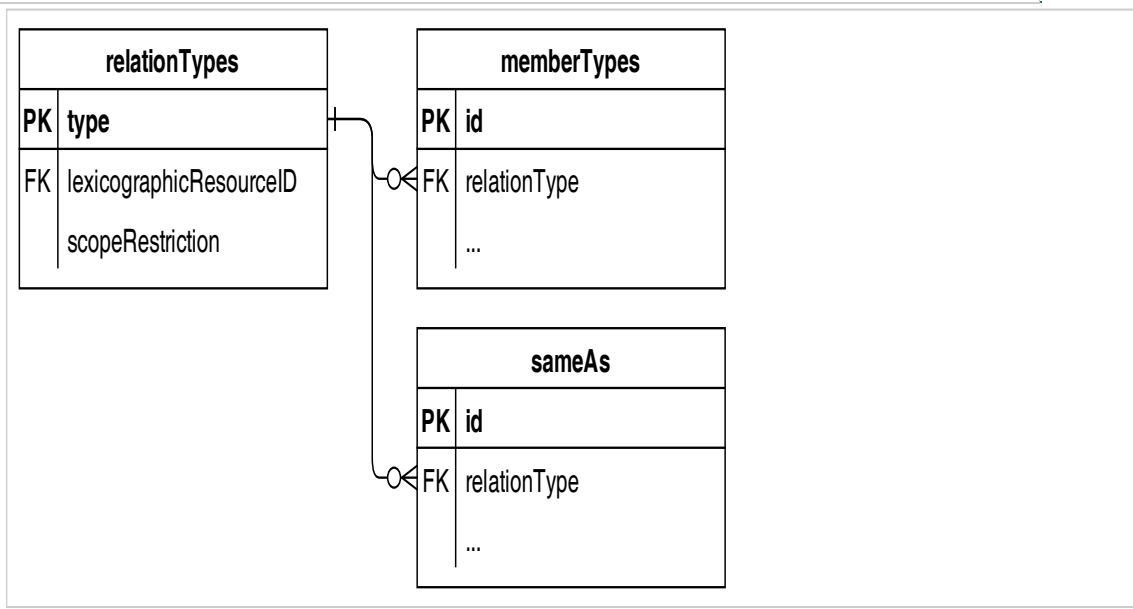 relationTypes
PK type
FK lexicographicResourceID
scopeRestriction
memberTypes
PK id
FK relationType
...
sameAs
PK id
FK relationType
...